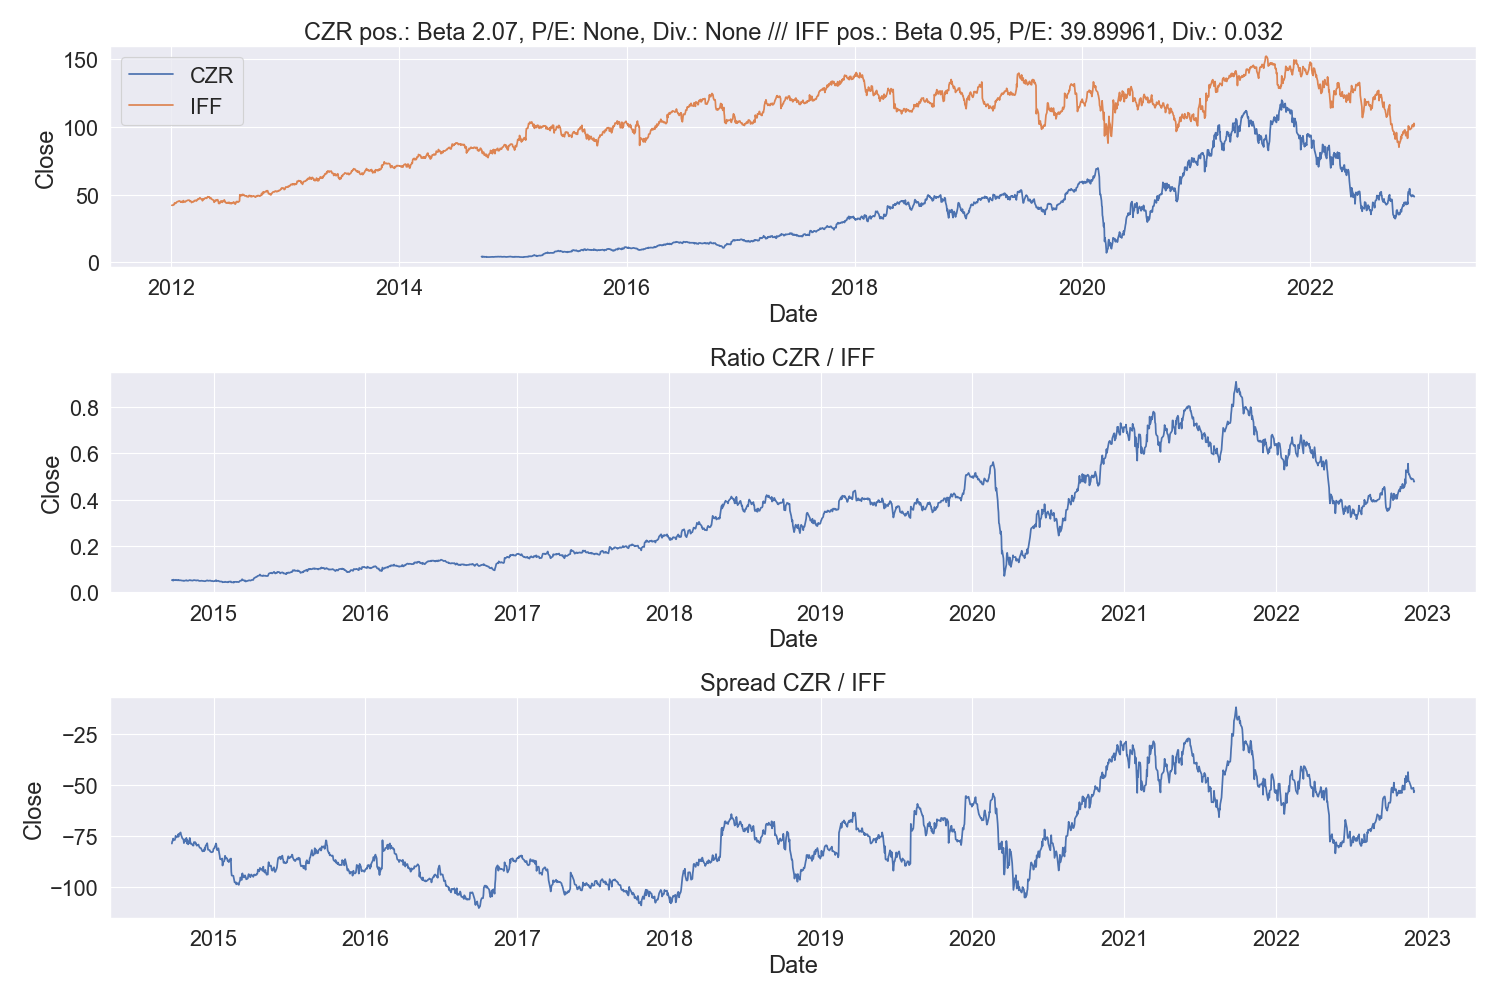 CZR pos.: Beta 2.07, P/E: None, Div.: None /// IFF pos.: Beta 0.95, P/E: 39.89961, Div.: 0.032
CZR
IFF
Close
150
100
50
0
2012 2014 2016 2018 2020 2022
Date
Ratio CZR / IFF
Close
0.8
0.6
0.4
0.2
0.0
2015 2016 2017 2018 2019 2020 2021 2022 2023
Date
Spread CZR / IFF
Close
−25
−50
−75
−100
2015 2016 2017 2018 2019 2020 2021 2022 2023
Date